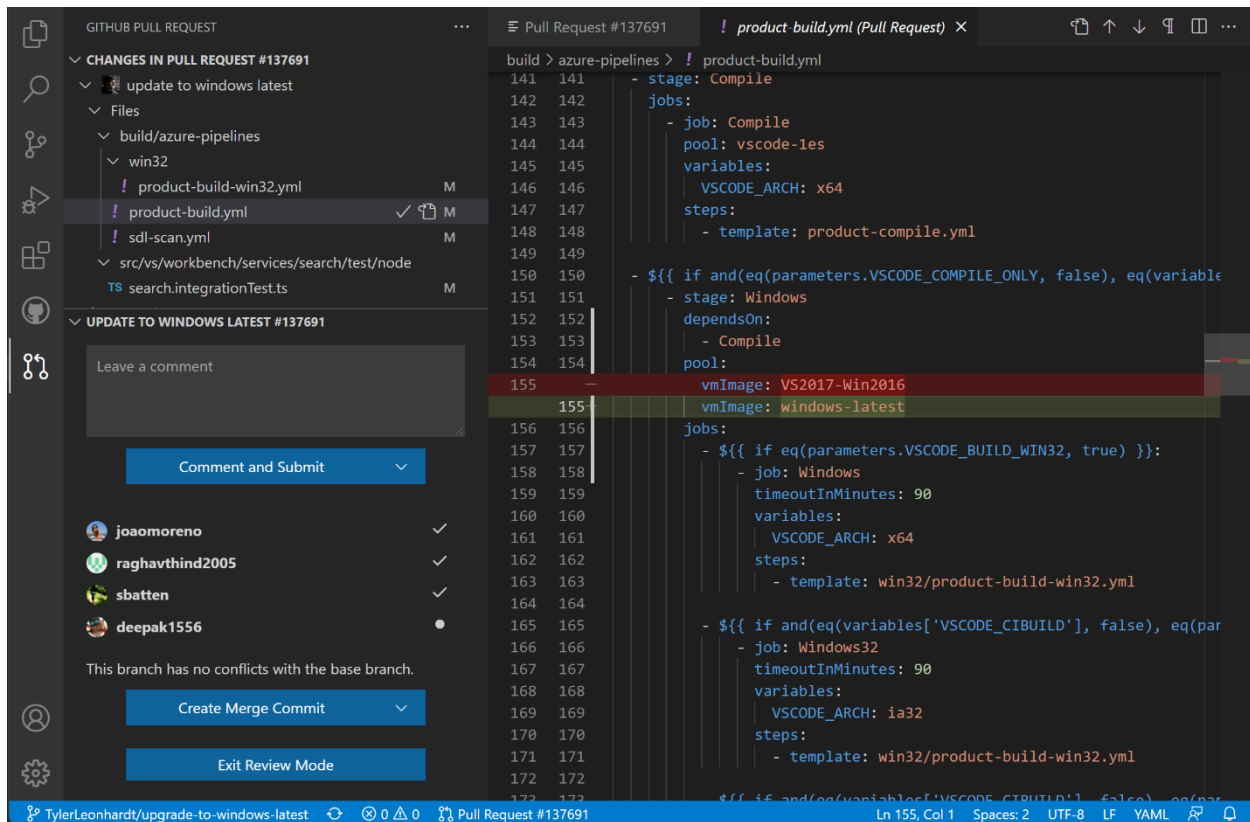 GITHUB PULL REQUEST
CHANGES IN PULL REQUEST #137691
update to windows latest
Files
build/azure-pipelines
win32
! product-build-win32.yml M
! product-build.yml M
! sdl-scan.yml M
src/vs/workbench/services/search/test/node
TS search.integrationTest.ts M
UPDATE TO WINDOWS LATEST #137691
Leave a comment
Comment and Submit
joaomoreno
raghavthind2005
sbatten
deepak1556
This branch has no conflicts with the base branch.
Create Merge Commit
Exit Review Mode
Pull Request #137691
! product-build.yml (Pull Request)
build > azure-pipelines > ! product-build.yml
141 141 - stage: Compile
142 142 jobs:
143 143 - job: Compile
144 144 pool: vscode-1es
145 145 variables:
146 146 VSCODE_ARCH: x64
147 147 steps:
148 148 - template: product-compile.yml
149 149
150 150 - ${{ if and(eq(parameters.VSCODE_COMPILE_ONLY, false), eq(variable
151 151 - stage: Windows
152 152 dependsOn:
153 153 - Compile
154 154 pool:
155 — vmImage: VS2017-Win2016
155+ vmImage: windows-latest
156 156 jobs:
157 157 - ${{ if eq(parameters.VSCODE_BUILD_WIN32, true) }}:
158 158 - job: Windows
159 159 timeoutInMinutes: 90
160 160 variables:
161 161 VSCODE_ARCH: x64
162 162 steps:
163 163 - template: win32/product-build-win32.yml
164 164
165 165 - ${{ if and(eq(variables['VSCODE_CIBUILD'], false), eq(par
166 166 - job: Windows32
167 167 timeoutInMinutes: 90
168 168 variables:
169 169 VSCODE_ARCH: ia32
170 170 steps:
171 171 - template: win32/product-build-win32.yml
172 172
173 173 ${{ if and(eq(variables['VSCODE_CIBUILD'], false), eq(par
TylerLeonhardt/upgrade-to-windows-latest 0 0 Pull Request #137691 Ln 155, Col 1 Spaces: 2 UTF-8 LF YAML